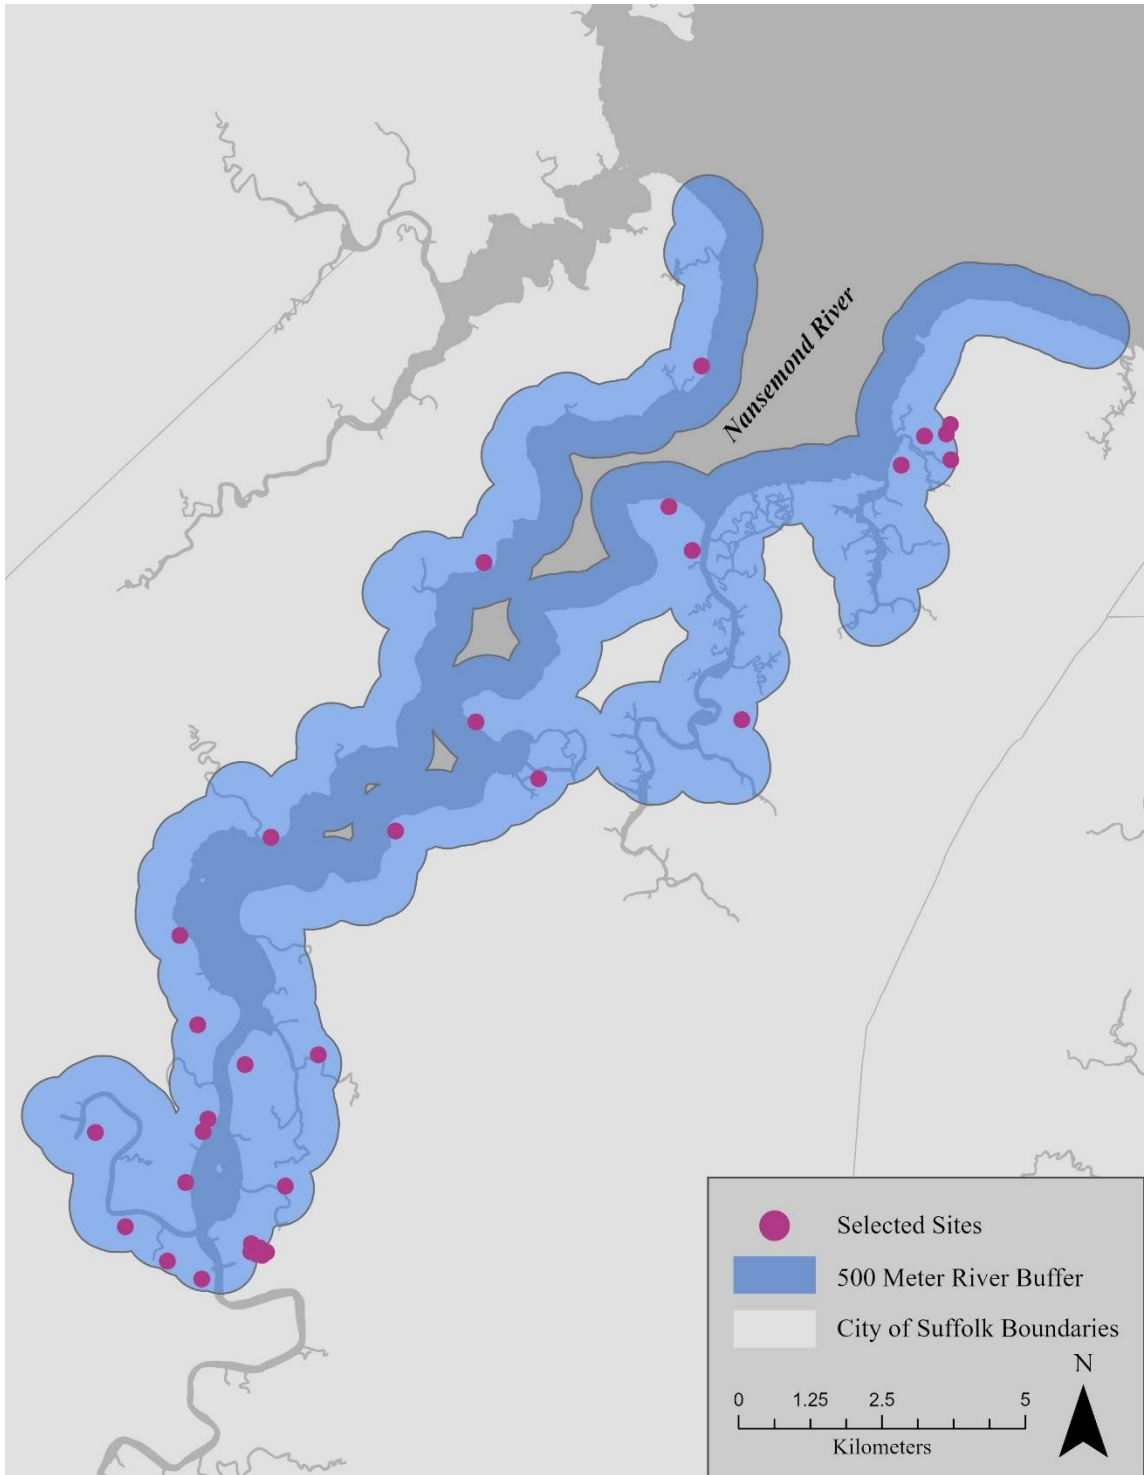 Nansemond River
Selected Sites
500 Meter River Buffer
City of Suffolk Boundaries
N
0 1.25 2.5 5
Kilometers